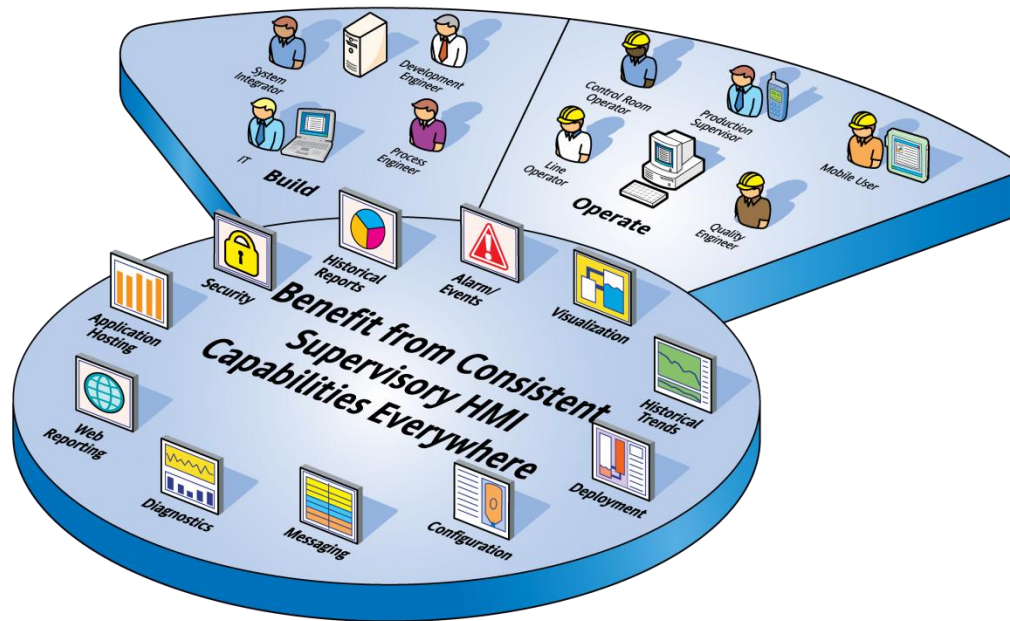 System
Integrator
Development
Engineer
IT
Process
Engineer
Build
Control Room
Operator
Production
Supervisor
Line
Operator
Mobile User
Quality
Engineer
Operate
Application
Hosting
Security
Historical
Reports
Alarm/
Events
Visualization
Historical
Trends
Benefit from Consistent
Supervisory HMI
Capabilities Everywhere
Web
Reporting
Diagnostics
Messaging
Configuration
Deployment